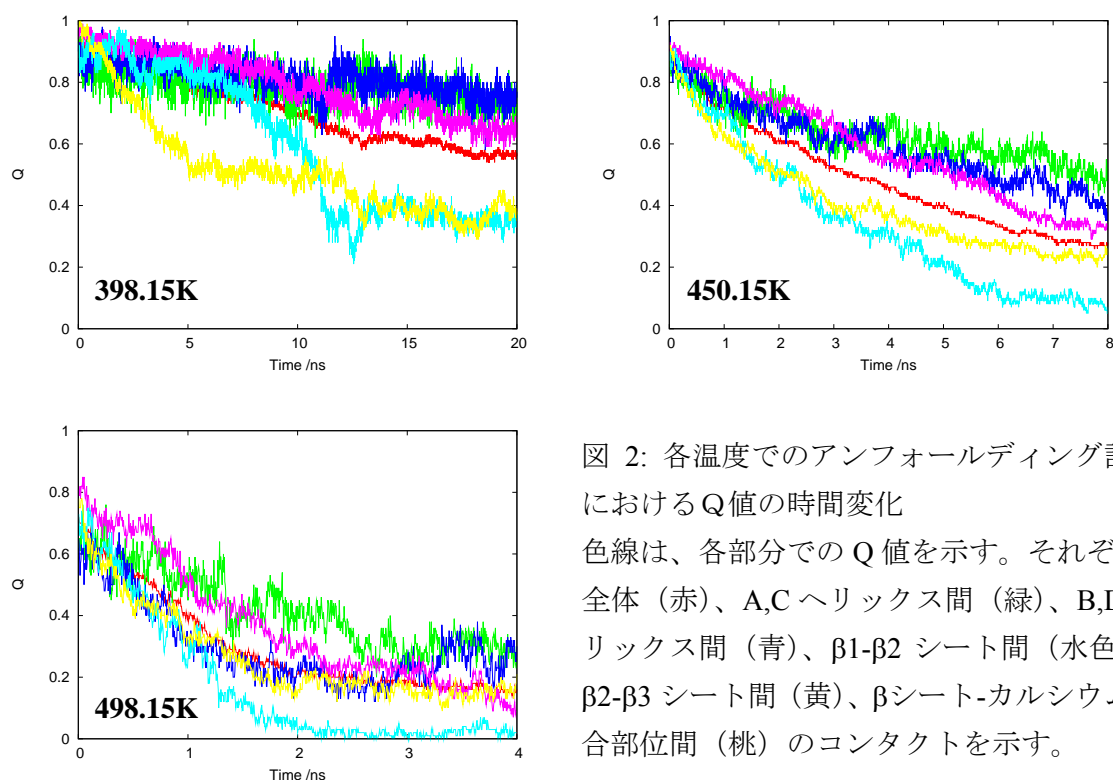 1
0.8
0.6
Q
0.4
0.2
398.15K
0
0 5 10 15 20
Time /ns
1
0.8
0.6
Q
0.4
0.2
450.15K
0
0 1 2 3 4 5 6 7 8
Time /ns
1
0.8
0.6
Q
0.4
0.2
498.15K
0
0 1 2 3 4
Time /ns
図 2: 各温度でのアンフォールディング
におけるQ値の時間変化
色線は、各部分での Q 値を示す。それぞ
全体（赤）、A,C ヘリックス間（緑）、B,D
リックス間（青）、β1-β2 シート間（水色
β2-β3 シート間（黄）、βシート-カルシウム
合部位間（桃）のコンタクトを示す。